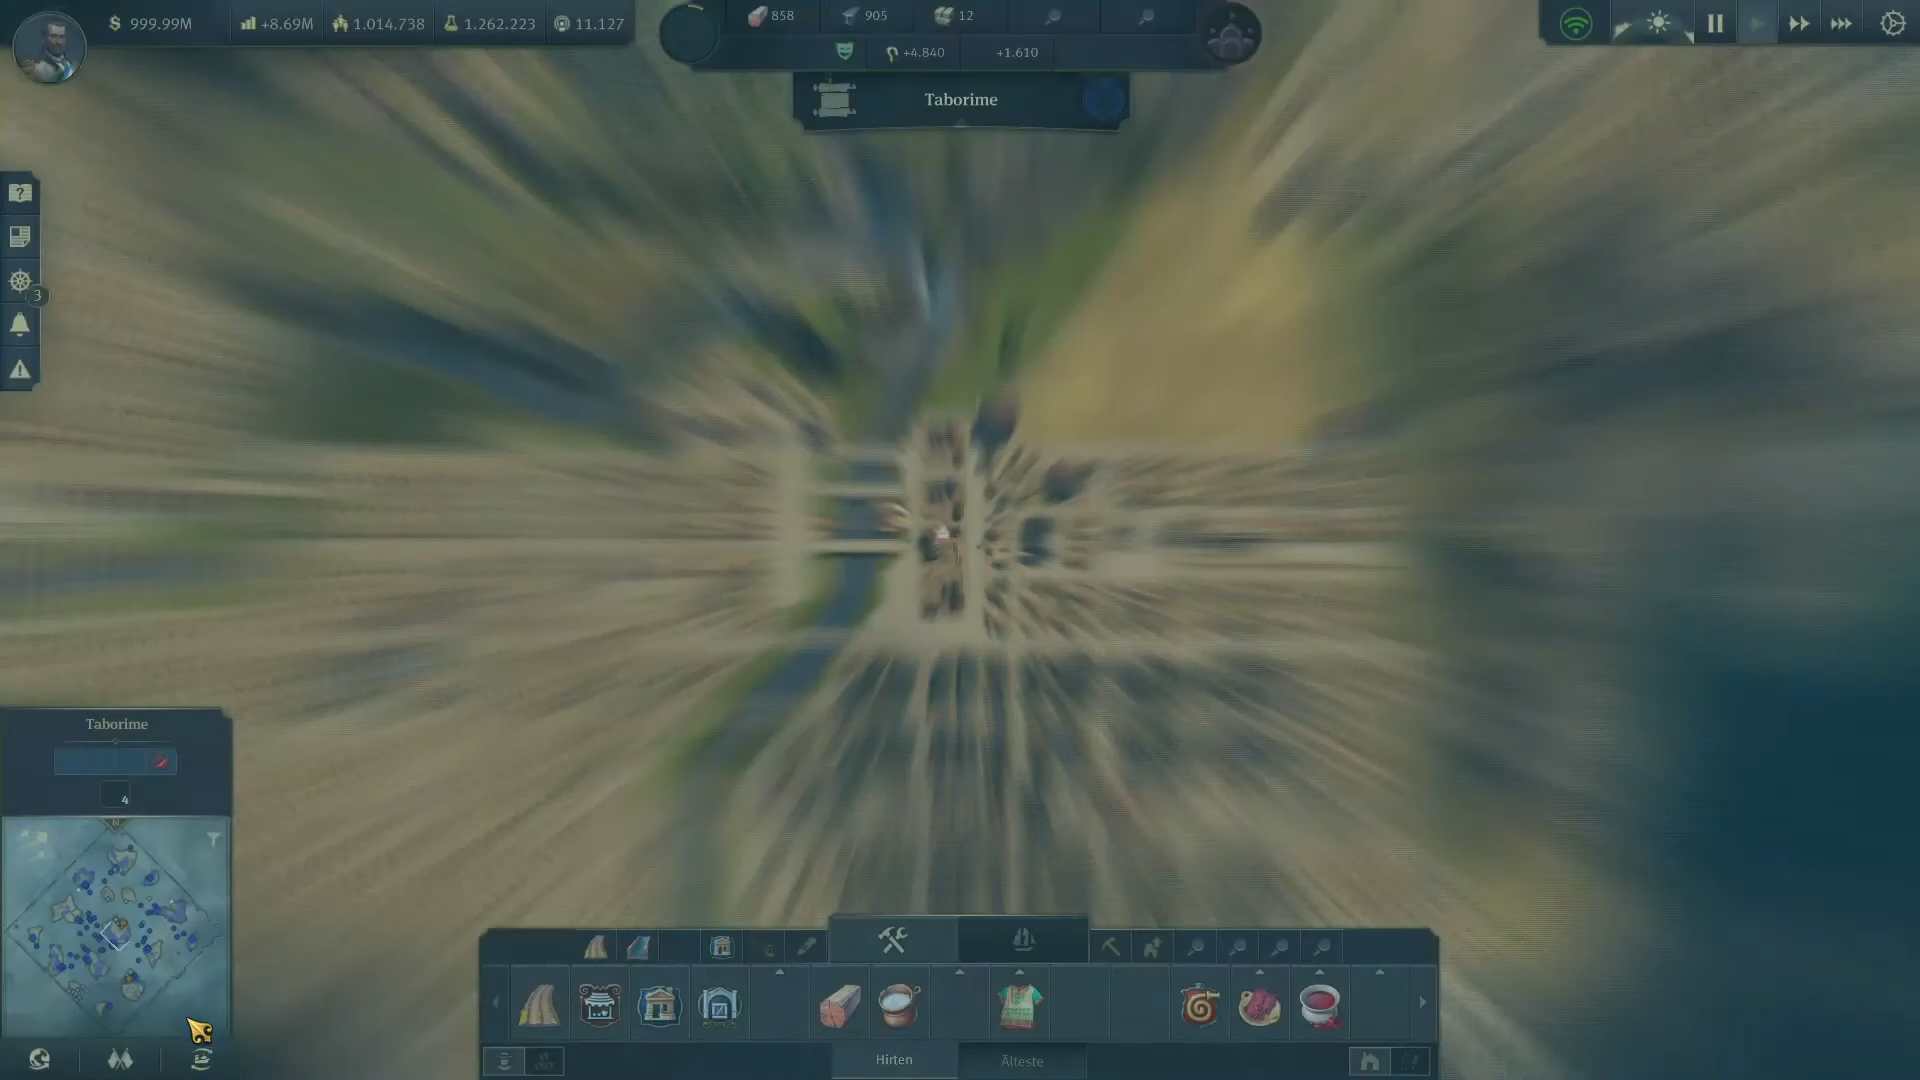 $ 999.99M +8.69M 1.014.738 1.262.223 11.127
858 905 12
+4.840 +1.610
Taborime
3
Taborime
4
N
Hirten Älteste